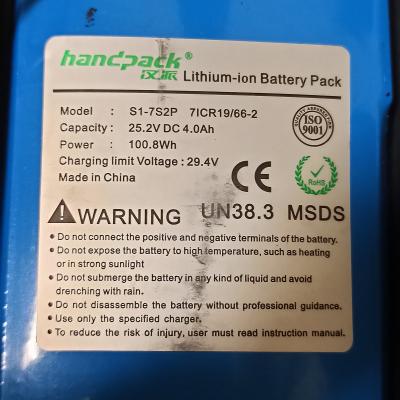 handpack®
汉派 Lithium-ion Battery Pack
Model : S1-7S2P 7ICR19/66-2
Capacity : 25.2V DC 4.0Ah
Power : 100.8Wh
Charging limit Voltage : 29.4V
Made in China
CERTIFIED COMPANY
ISO
9001
RoHS
CE
WARNING UN38.3 MSDS
• Do not connect the positive and negative terminals of the battery.
• Do not expose the battery to high temperature, such as heating
or in strong sunlight
• Do not submerge the battery in any kind of liquid and avoid
drenching with rain.
• Do not disassemble the battery without professional guidance.
• Use only the specified charger.
• To reduce the risk of injury, user must read instruction manual.